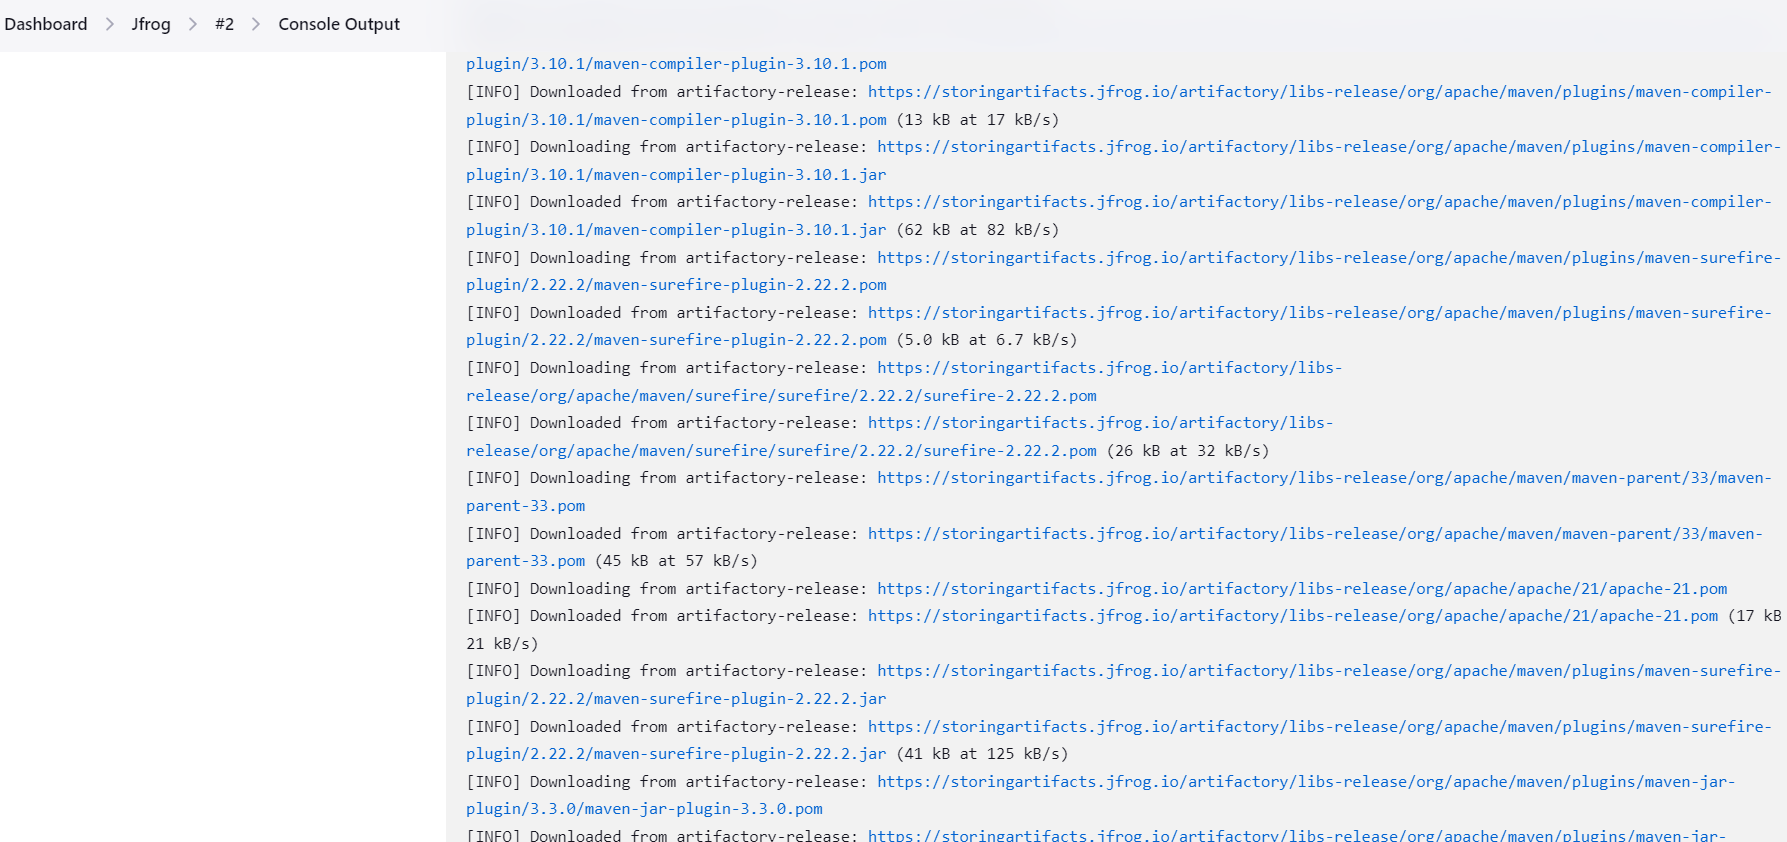 Dashboard > Jfrog > #2 > Console Output
plugin/3.10.1/maven-compiler-plugin-3.10.1.pom
[INFO] Downloaded from artifactory-release: https://storingartifacts.jfrog.io/artifactory/libs-release/org/apache/maven/plugins/maven-compiler-
plugin/3.10.1/maven-compiler-plugin-3.10.1.pom (13 kB at 17 kB/s)
[INFO] Downloading from artifactory-release: https://storingartifacts.jfrog.io/artifactory/libs-release/org/apache/maven/plugins/maven-compiler-
plugin/3.10.1/maven-compiler-plugin-3.10.1.jar
[INFO] Downloaded from artifactory-release: https://storingartifacts.jfrog.io/artifactory/libs-release/org/apache/maven/plugins/maven-compiler-
plugin/3.10.1/maven-compiler-plugin-3.10.1.jar (62 kB at 82 kB/s)
[INFO] Downloading from artifactory-release: https://storingartifacts.jfrog.io/artifactory/libs-release/org/apache/maven/plugins/maven-surefire-
plugin/2.22.2/maven-surefire-plugin-2.22.2.pom
[INFO] Downloaded from artifactory-release: https://storingartifacts.jfrog.io/artifactory/libs-release/org/apache/maven/plugins/maven-surefire-
plugin/2.22.2/maven-surefire-plugin-2.22.2.pom (5.0 kB at 6.7 kB/s)
[INFO] Downloading from artifactory-release: https://storingartifacts.jfrog.io/artifactory/libs-
release/org/apache/maven/surefire/surefire/2.22.2/surefire-2.22.2.pom
[INFO] Downloaded from artifactory-release: https://storingartifacts.jfrog.io/artifactory/libs-
release/org/apache/maven/surefire/surefire/2.22.2/surefire-2.22.2.pom (26 kB at 32 kB/s)
[INFO] Downloading from artifactory-release: https://storingartifacts.jfrog.io/artifactory/libs-release/org/apache/maven/maven-parent/33/maven-
parent-33.pom
[INFO] Downloaded from artifactory-release: https://storingartifacts.jfrog.io/artifactory/libs-release/org/apache/maven/maven-parent/33/maven-
parent-33.pom (45 kB at 57 kB/s)
[INFO] Downloading from artifactory-release: https://storingartifacts.jfrog.io/artifactory/libs-release/org/apache/apache/21/apache-21.pom
[INFO] Downloaded from artifactory-release: https://storingartifacts.jfrog.io/artifactory/libs-release/org/apache/apache/21/apache-21.pom (17 kB
21 kB/s)
[INFO] Downloading from artifactory-release: https://storingartifacts.jfrog.io/artifactory/libs-release/org/apache/maven/plugins/maven-surefire-
plugin/2.22.2/maven-surefire-plugin-2.22.2.jar
[INFO] Downloaded from artifactory-release: https://storingartifacts.jfrog.io/artifactory/libs-release/org/apache/maven/plugins/maven-surefire-
plugin/2.22.2/maven-surefire-plugin-2.22.2.jar (41 kB at 125 kB/s)
[INFO] Downloading from artifactory-release: https://storingartifacts.jfrog.io/artifactory/libs-release/org/apache/maven/plugins/maven-jar-
plugin/3.3.0/maven-jar-plugin-3.3.0.pom
[INFO] Downloaded from artifactory-release: https://storingartifacts.jfrog.io/artifactory/libs-release/org/apache/maven/plugins/maven-jar-